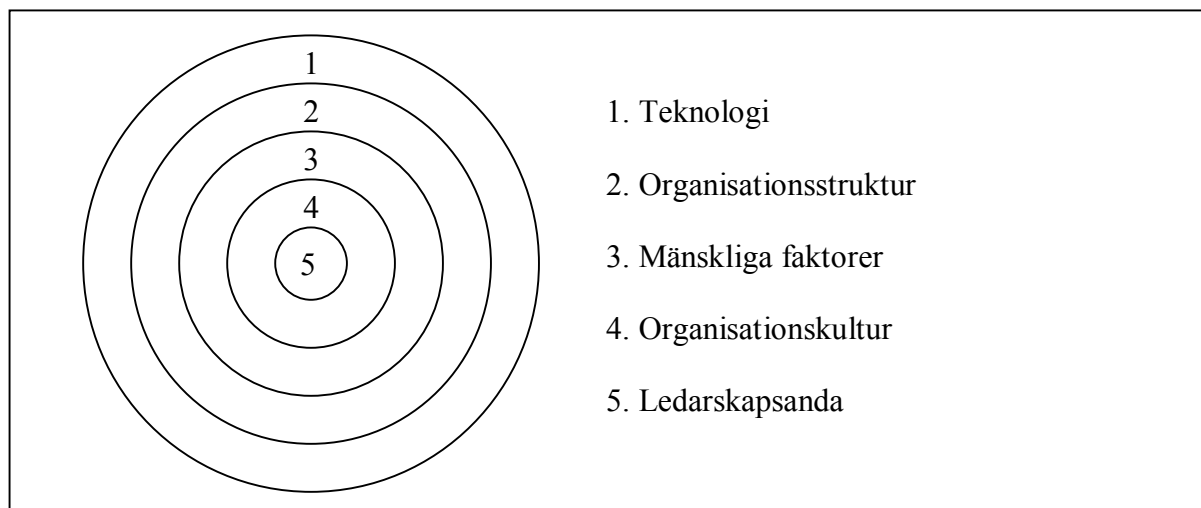 1
2
3
4
5
1. Teknologi
2. Organisationsstruktur
3. Mänskliga faktorer
4. Organisationskultur
5. Ledarskapsanda